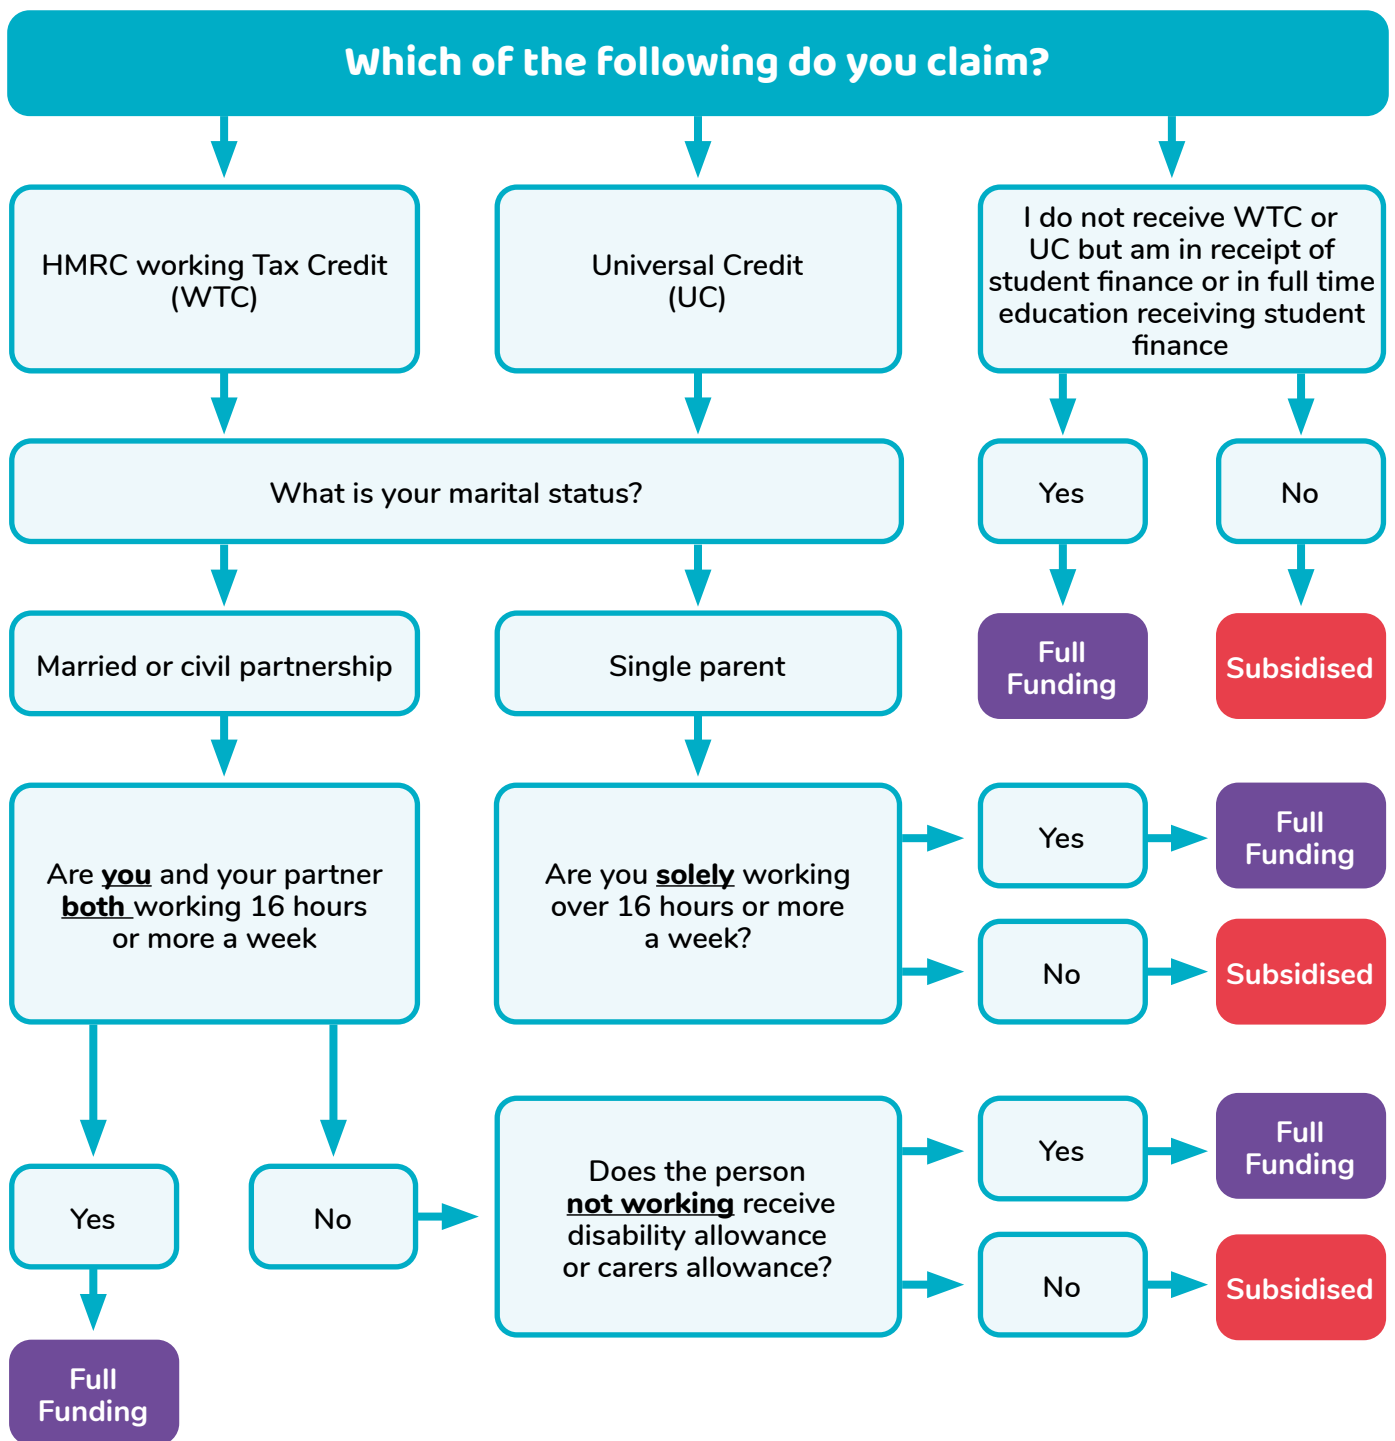 Which of the following do you claim?
HMRC working Tax Credit
(WTC)
Universal Credit
(UC)
I do not receive WTC or
UC but am in receipt of
student finance or in full time
education receiving student
finance
What is your marital status?
Yes
No
Married or civil partnership
Single parent
Full
Funding
Subsidised
Are you and your partner
both working 16 hours
or more a week
Are you solely working
over 16 hours or more
a week?
Yes
Full
Funding
No
Subsidised
Yes
No
Does the person
not working receive
disability allowance
or carers allowance?
Yes
Full
Funding
No
Subsidised
Full
Funding